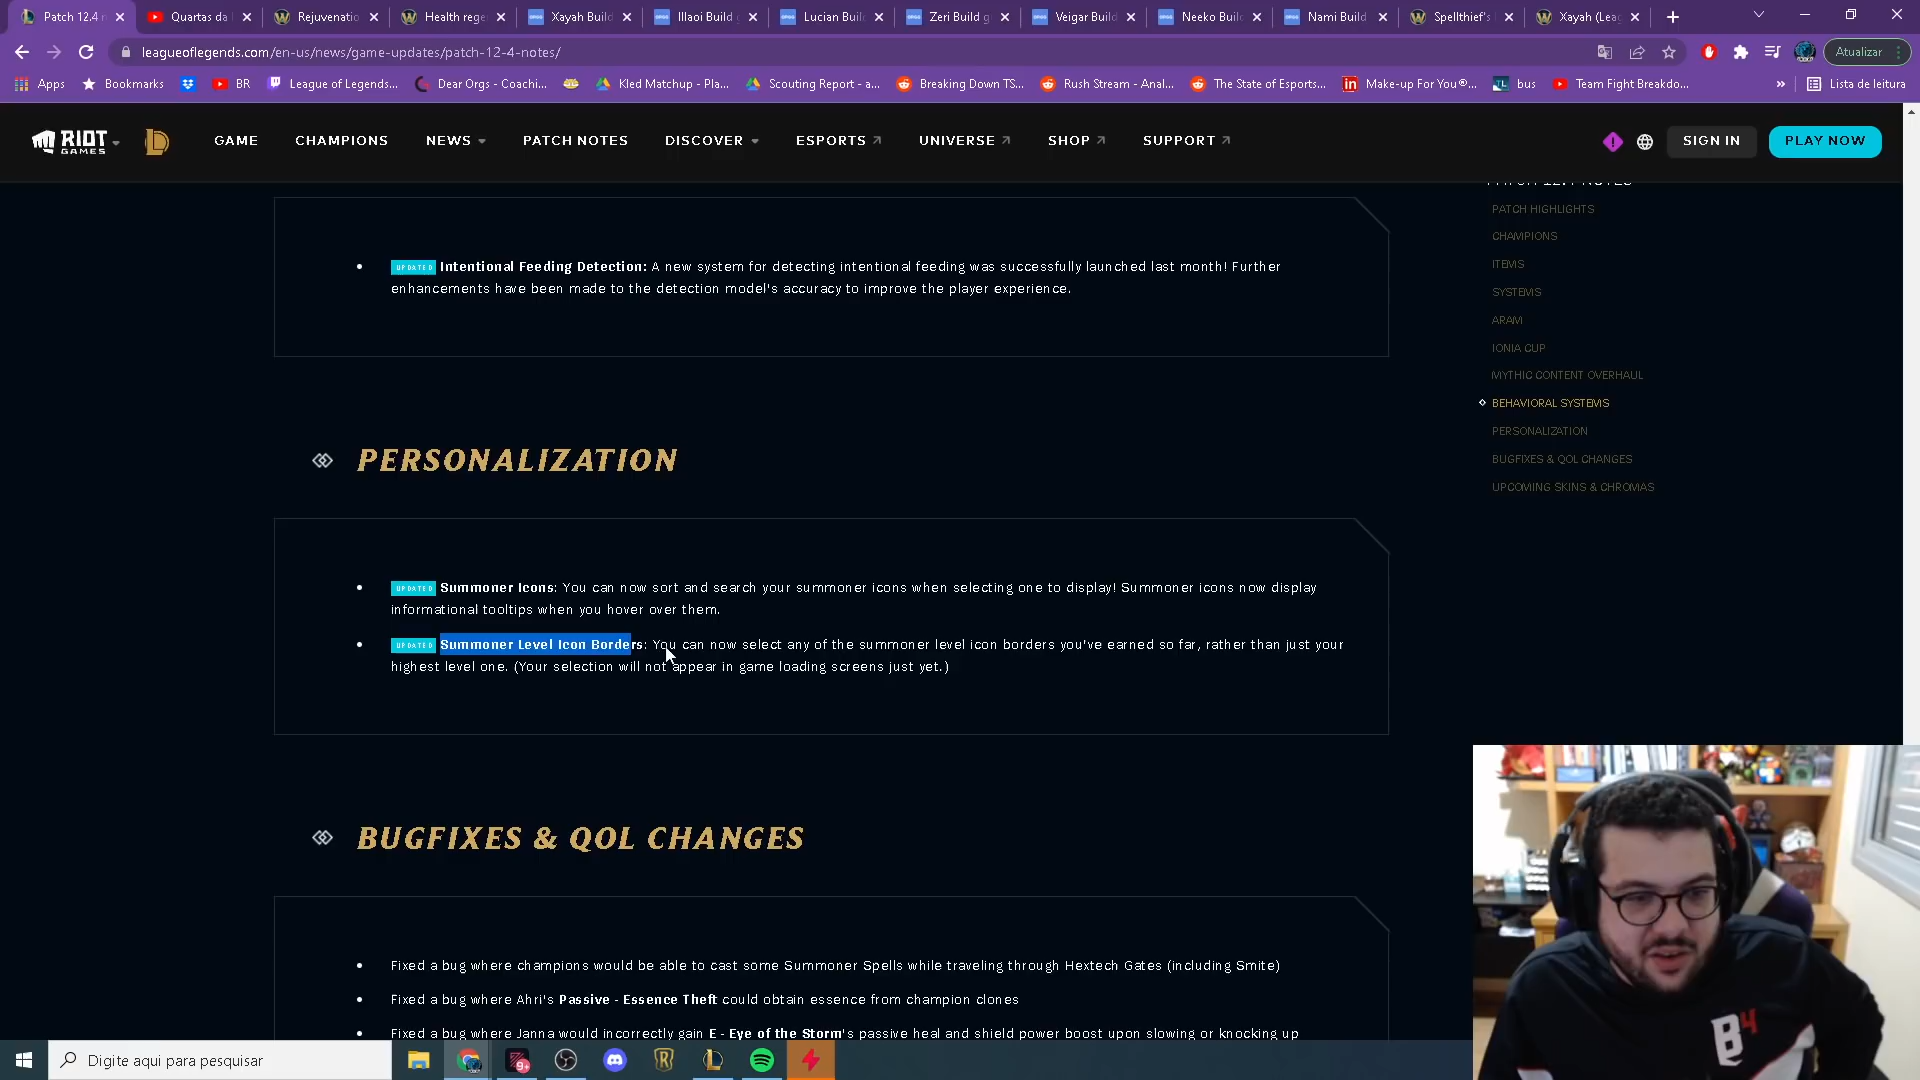 Patch 12.4 n
Quartas da
Rejuvenatio
Health rege
Xayah Build
Illaoi Build g
Lucian Buil
Zeri Build g
Veigar Build
Neeko Buil
Nami Build
Spellthief's
Xayah (Leag
leagueoflegends.com/en-us/news/game-updates/patch-12-4-notes/
Atualizar
Apps
Bookmarks
BR
League of Legends...
Dear Orgs - Coachi...
Kled Matchup - Pla...
Scouting Report - a...
Breaking Down TS...
Rush Stream - Anal...
The State of Esports...
Make-up For You®...
bus
Team Fight Breakdo...
»
Lista de leitura
RIOT GAMES
GAME
CHAMPIONS
NEWS
PATCH NOTES
DISCOVER
ESPORTS
UNIVERSE
SHOP
SUPPORT
SIGN IN
PLAY NOW
PATCH 12.4 NOTES
PATCH HIGHLIGHTS
CHAMPIONS
ITEMS
SYSTEMS
ARAM
IONIA CUP
MYTHIC CONTENT OVERHAUL
BEHAVIORAL SYSTEMS
PERSONALIZATION
BUGFIXES & QOL CHANGES
UPCOMING SKINS & CHROMAS
UPDATED Intentional Feeding Detection: A new system for detecting intentional feeding was successfully launched last month! Further
enhancements have been made to the detection model's accuracy to improve the player experience.
PERSONALIZATION
UPDATED Summoner Icons: You can now sort and search your summoner icons when selecting one to display! Summoner icons now display
informational tooltips when you hover over them.
UPDATED Summoner Level Icon Borders: You can now select any of the summoner level icon borders you've earned so far, rather than just your
highest level one. (Your selection will not appear in game loading screens just yet.)
BUGFIXES & QOL CHANGES
Fixed a bug where champions would be able to cast some Summoner Spells while traveling through Hextech Gates (including Smite)
Fixed a bug where Ahri's Passive - Essence Theft could obtain essence from champion clones
Fixed a bug where Janna would incorrectly gain E - Eye of the Storm's passive heal and shield power boost upon slowing or knocking up
B4
Digite aqui para pesquisar
9+